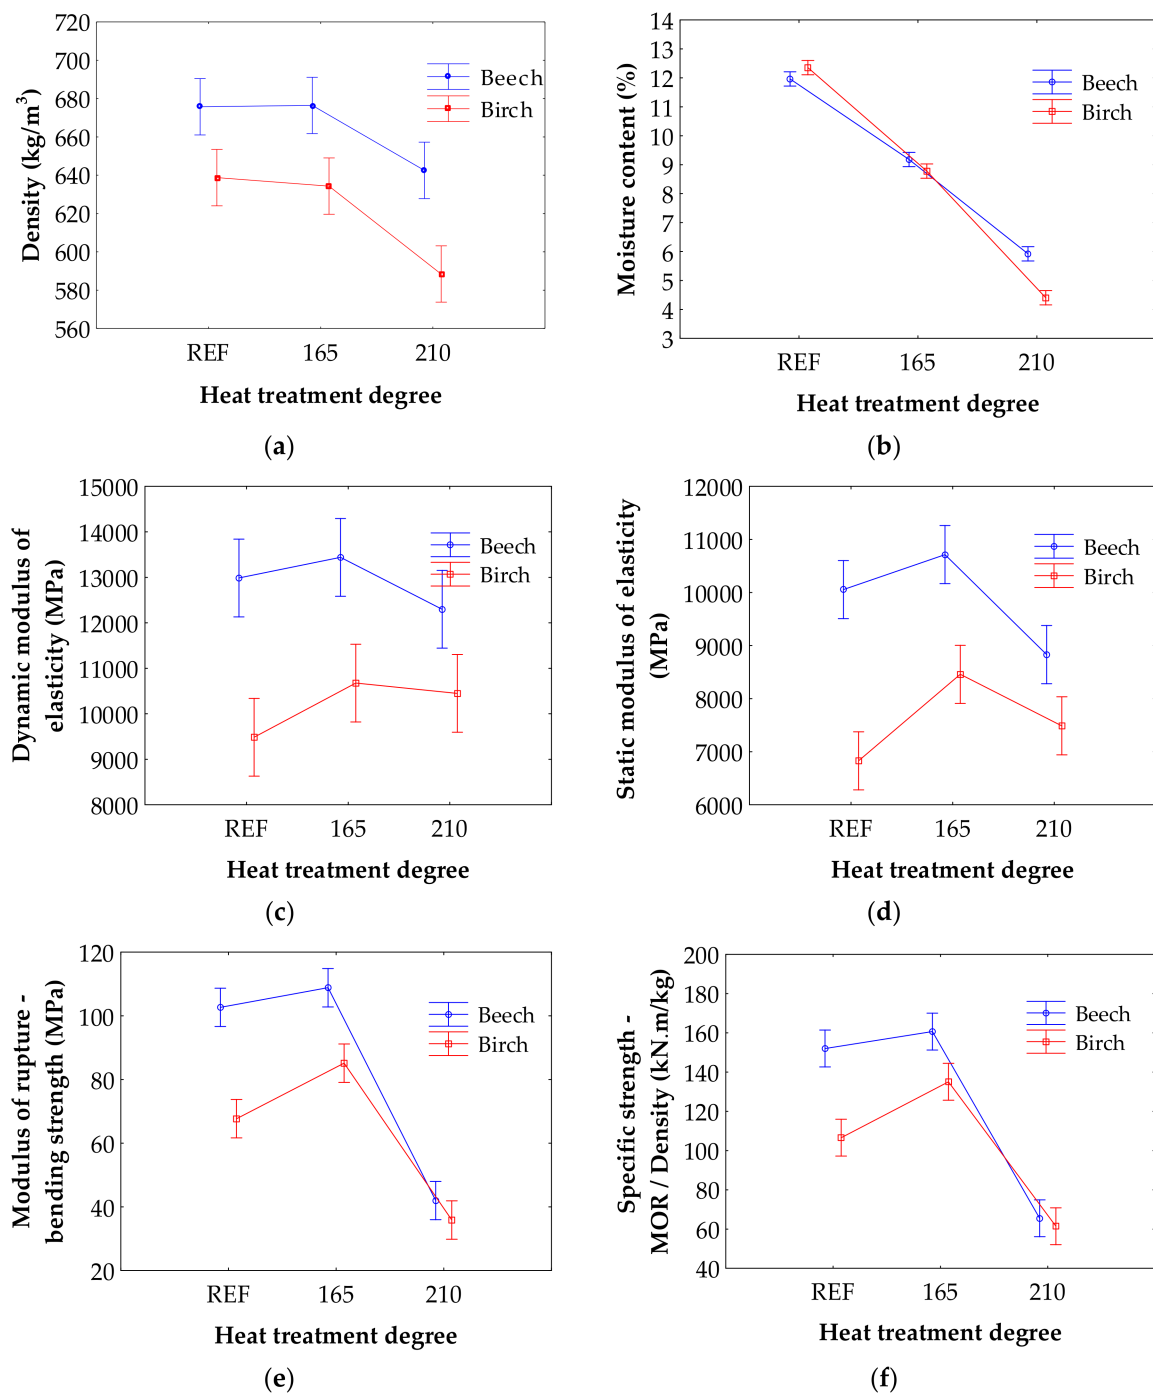 720
700
680
660
640
620
600
580
560
Density (kg/m³)
Beech
Birch
REF 165 210
Heat treatment degree
(a)
14
13
12
11
10
9
8
7
6
5
4
3
Moisture content (%)
Beech
Birch
REF 165 210
Heat treatment degree
(b)
15000
14000
13000
12000
11000
10000
9000
8000
Dynamic modulus of
elasticity (MPa)
Beech
Birch
REF 165 210
Heat treatment degree
(c)
12000
11000
10000
9000
8000
7000
6000
Static modulus of elasticity
(MPa)
Beech
Birch
REF 165 210
Heat treatment degree
(d)
120
100
80
60
40
20
Modulus of rupture -
bending strength (MPa)
Beech
Birch
REF 165 210
Heat treatment degree
(e)
200
180
160
140
120
100
80
60
40
Specific strength -
MOR / Density (kN.m/kg)
Beech
Birch
REF 165 210
Heat treatment degree
(f)